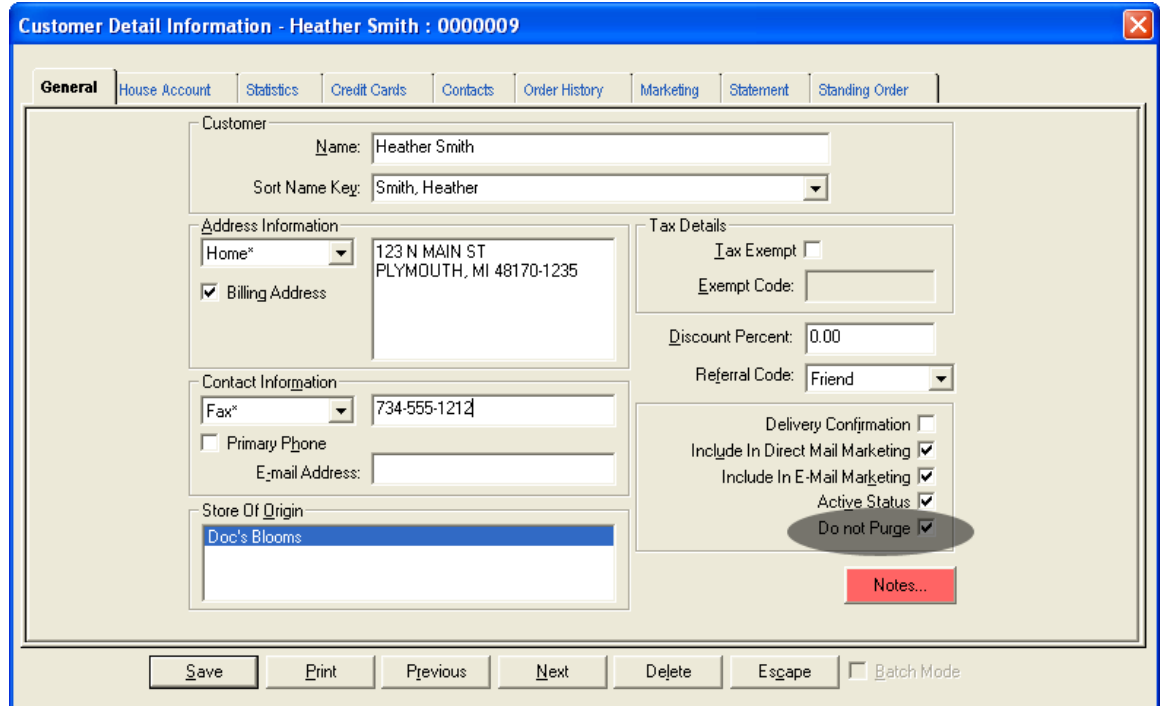 Customer Detail Information - Heather Smith : 0000009
General House Account Statistics Credit Cards Contacts Order History Marketing Statement Standing Order
Customer
Name: Heather Smith
Sort Name Key: Smith, Heather
Address Information
Home*
123 N MAIN ST
PLYMOUTH, MI 48170-1235
Billing Address
Contact Information
Fax* 734-555-1212
Primary Phone
E-mail Address:
Store Of Origin
Doc's Blooms
Tax Details
Tax Exempt
Exempt Code:
Discount Percent: 0.00
Referral Code: Friend
Delivery Confirmation
Include In Direct Mail Marketing
Include In E-Mail Marketing
Active Status
Do not Purge
Notes...
Save Print Previous Next Delete Escape Batch Mode